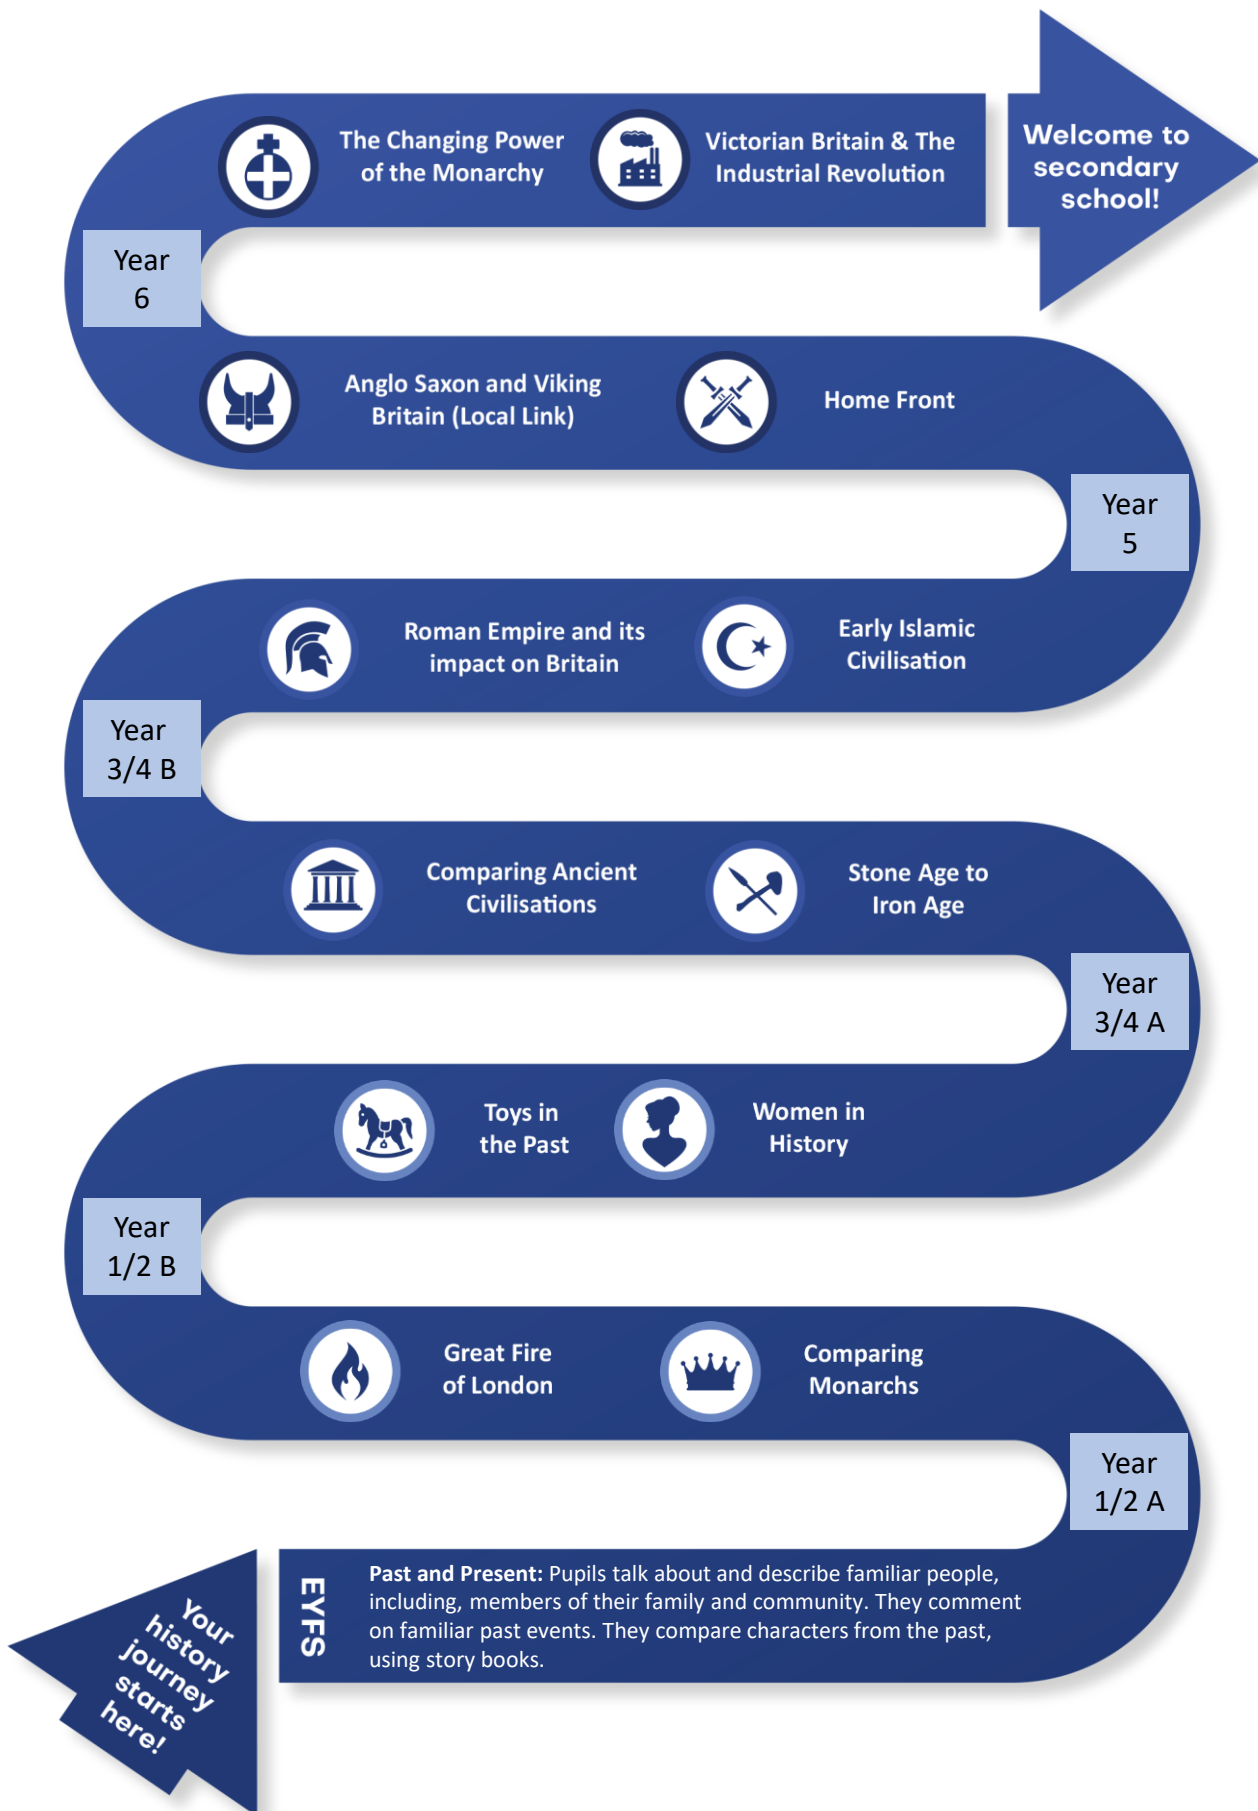 The Changing Power
of the Monarchy
Victorian Britain & The
Industrial Revolution
Welcome to
secondary
school!
Year
6
Anglo Saxon and Viking
Britain (Local Link)
Home Front
Year
5
Roman Empire and its
impact on Britain
Early Islamic
Civilisation
Year
3/4 B
Comparing Ancient
Civilisations
Stone Age to
Iron Age
Year
3/4 A
Toys in
the Past
Women in
History
Year
1/2 B
Great Fire
of London
Comparing
Monarchs
Year
1/2 A
Your
history
journey
starts
here!
EYFS
Past and Present: Pupils talk about and describe familiar people,
including, members of their family and community. They comment
on familiar past events. They compare characters from the past,
using story books.